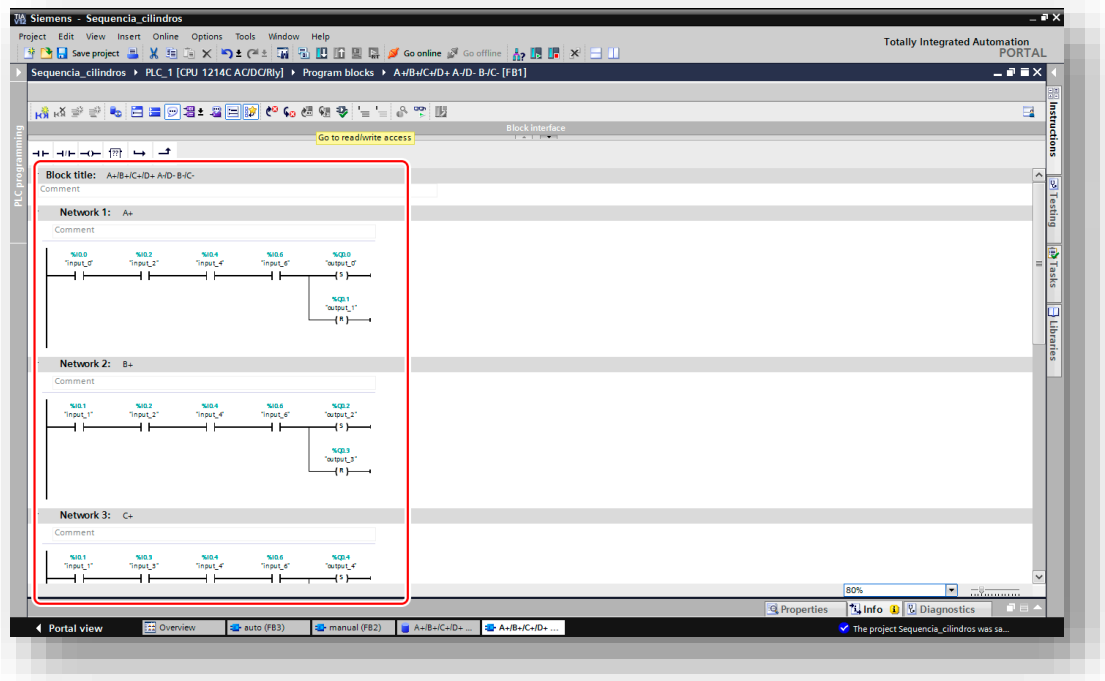 Siemens - Sequencia_cilindros
Project Edit View Insert Online Options Tools Window Help
Totally Integrated Automation
PORTAL
Save project Go online Go offline
Sequencia_cilindros PLC_1 [CPU 1214C AC/DC/Rly] Program blocks A+/B+/C+/D+ A-/D- B-/C- [FB1]
Block interface
Go to read/write access
Block title: A+/B+/C+/D+ A-/D- B-/C-
Comment
Network 1: A+
Comment
%I0.0 %I0.2 %I0.4 %I0.6 %Q0.0
"input_0" "input_2" "input_4" "input_6" "output_0"
S
%Q0.1
"output_1"
R
Network 2: B+
Comment
%I0.1 %I0.2 %I0.4 %I0.6 %Q0.2
"input_1" "input_2" "input_4" "input_6" "output_2"
S
%Q0.3
"output_3"
R
Network 3: C+
Comment
%I0.1 %I0.3 %I0.4 %I0.6 %Q0.4
"input_1" "input_3" "input_4" "input_6" "output_4"
S
80%
Properties Info Diagnostics
Portal view Overview auto (FB3) manual (FB2) A+/B+/C+/D+ ... A+/B+/C+/D+ ... The project Sequencia_cilindros was sa...
PLC programming
Instructions
Testing
Tasks
Libraries